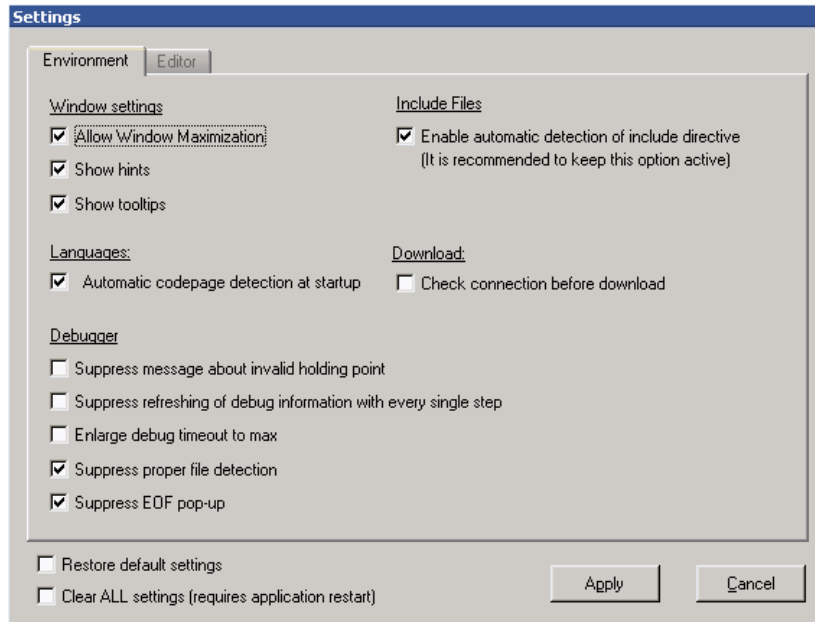 Settings
Environment
Editor
Window settings
Allow Window Maximization
Show hints
Show tooltips
Include Files
Enable automatic detection of include directive
(It is recommended to keep this option active)
Languages:
Automatic codepage detection at startup
Download:
Check connection before download
Debugger
Suppress message about invalid holding point
Suppress refreshing of debug information with every single step
Enlarge debug timeout to max
Suppress proper file detection
Suppress EOF pop-up
Restore default settings
Clear ALL settings (requires application restart)
Apply
Cancel